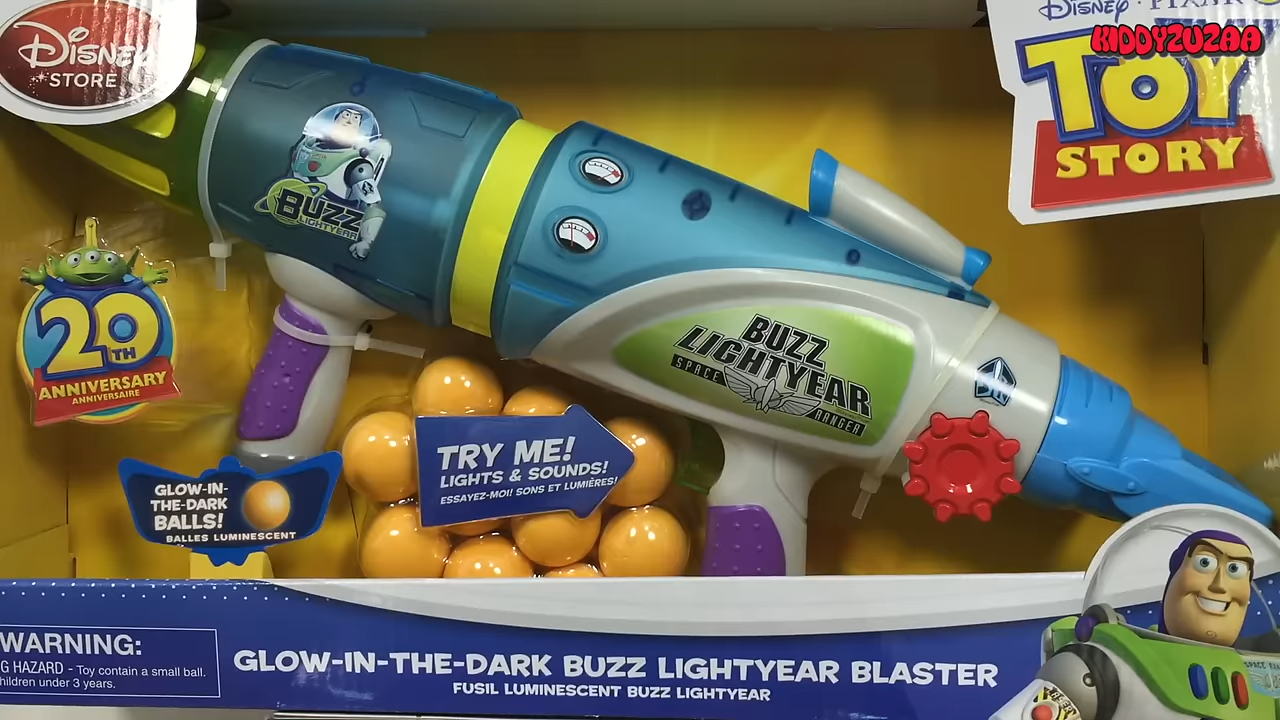 DISNEY
STORE
DISNEY · PIXAR
KIDDYZUZAA
TOY
STORY
BUZZ
LIGHTYEAR
20TH
ANNIVERSARY
ANNIVERSAIRE
BUZZ
LIGHTYEAR
SPACE
RANGER
TRY ME!
LIGHTS & SOUNDS!
ESSAYEZ-MOI! SONS ET LUMIÈRES!
GLOW-IN-
THE-DARK
BALLS!
BALLES LUMINESCENT
WARNING:
G HAZARD - Toy contain a small ball.
hildren under 3 years.
GLOW-IN-THE-DARK BUZZ LIGHTYEAR BLASTER
FUSIL LUMINESCENT BUZZ LIGHTYEAR